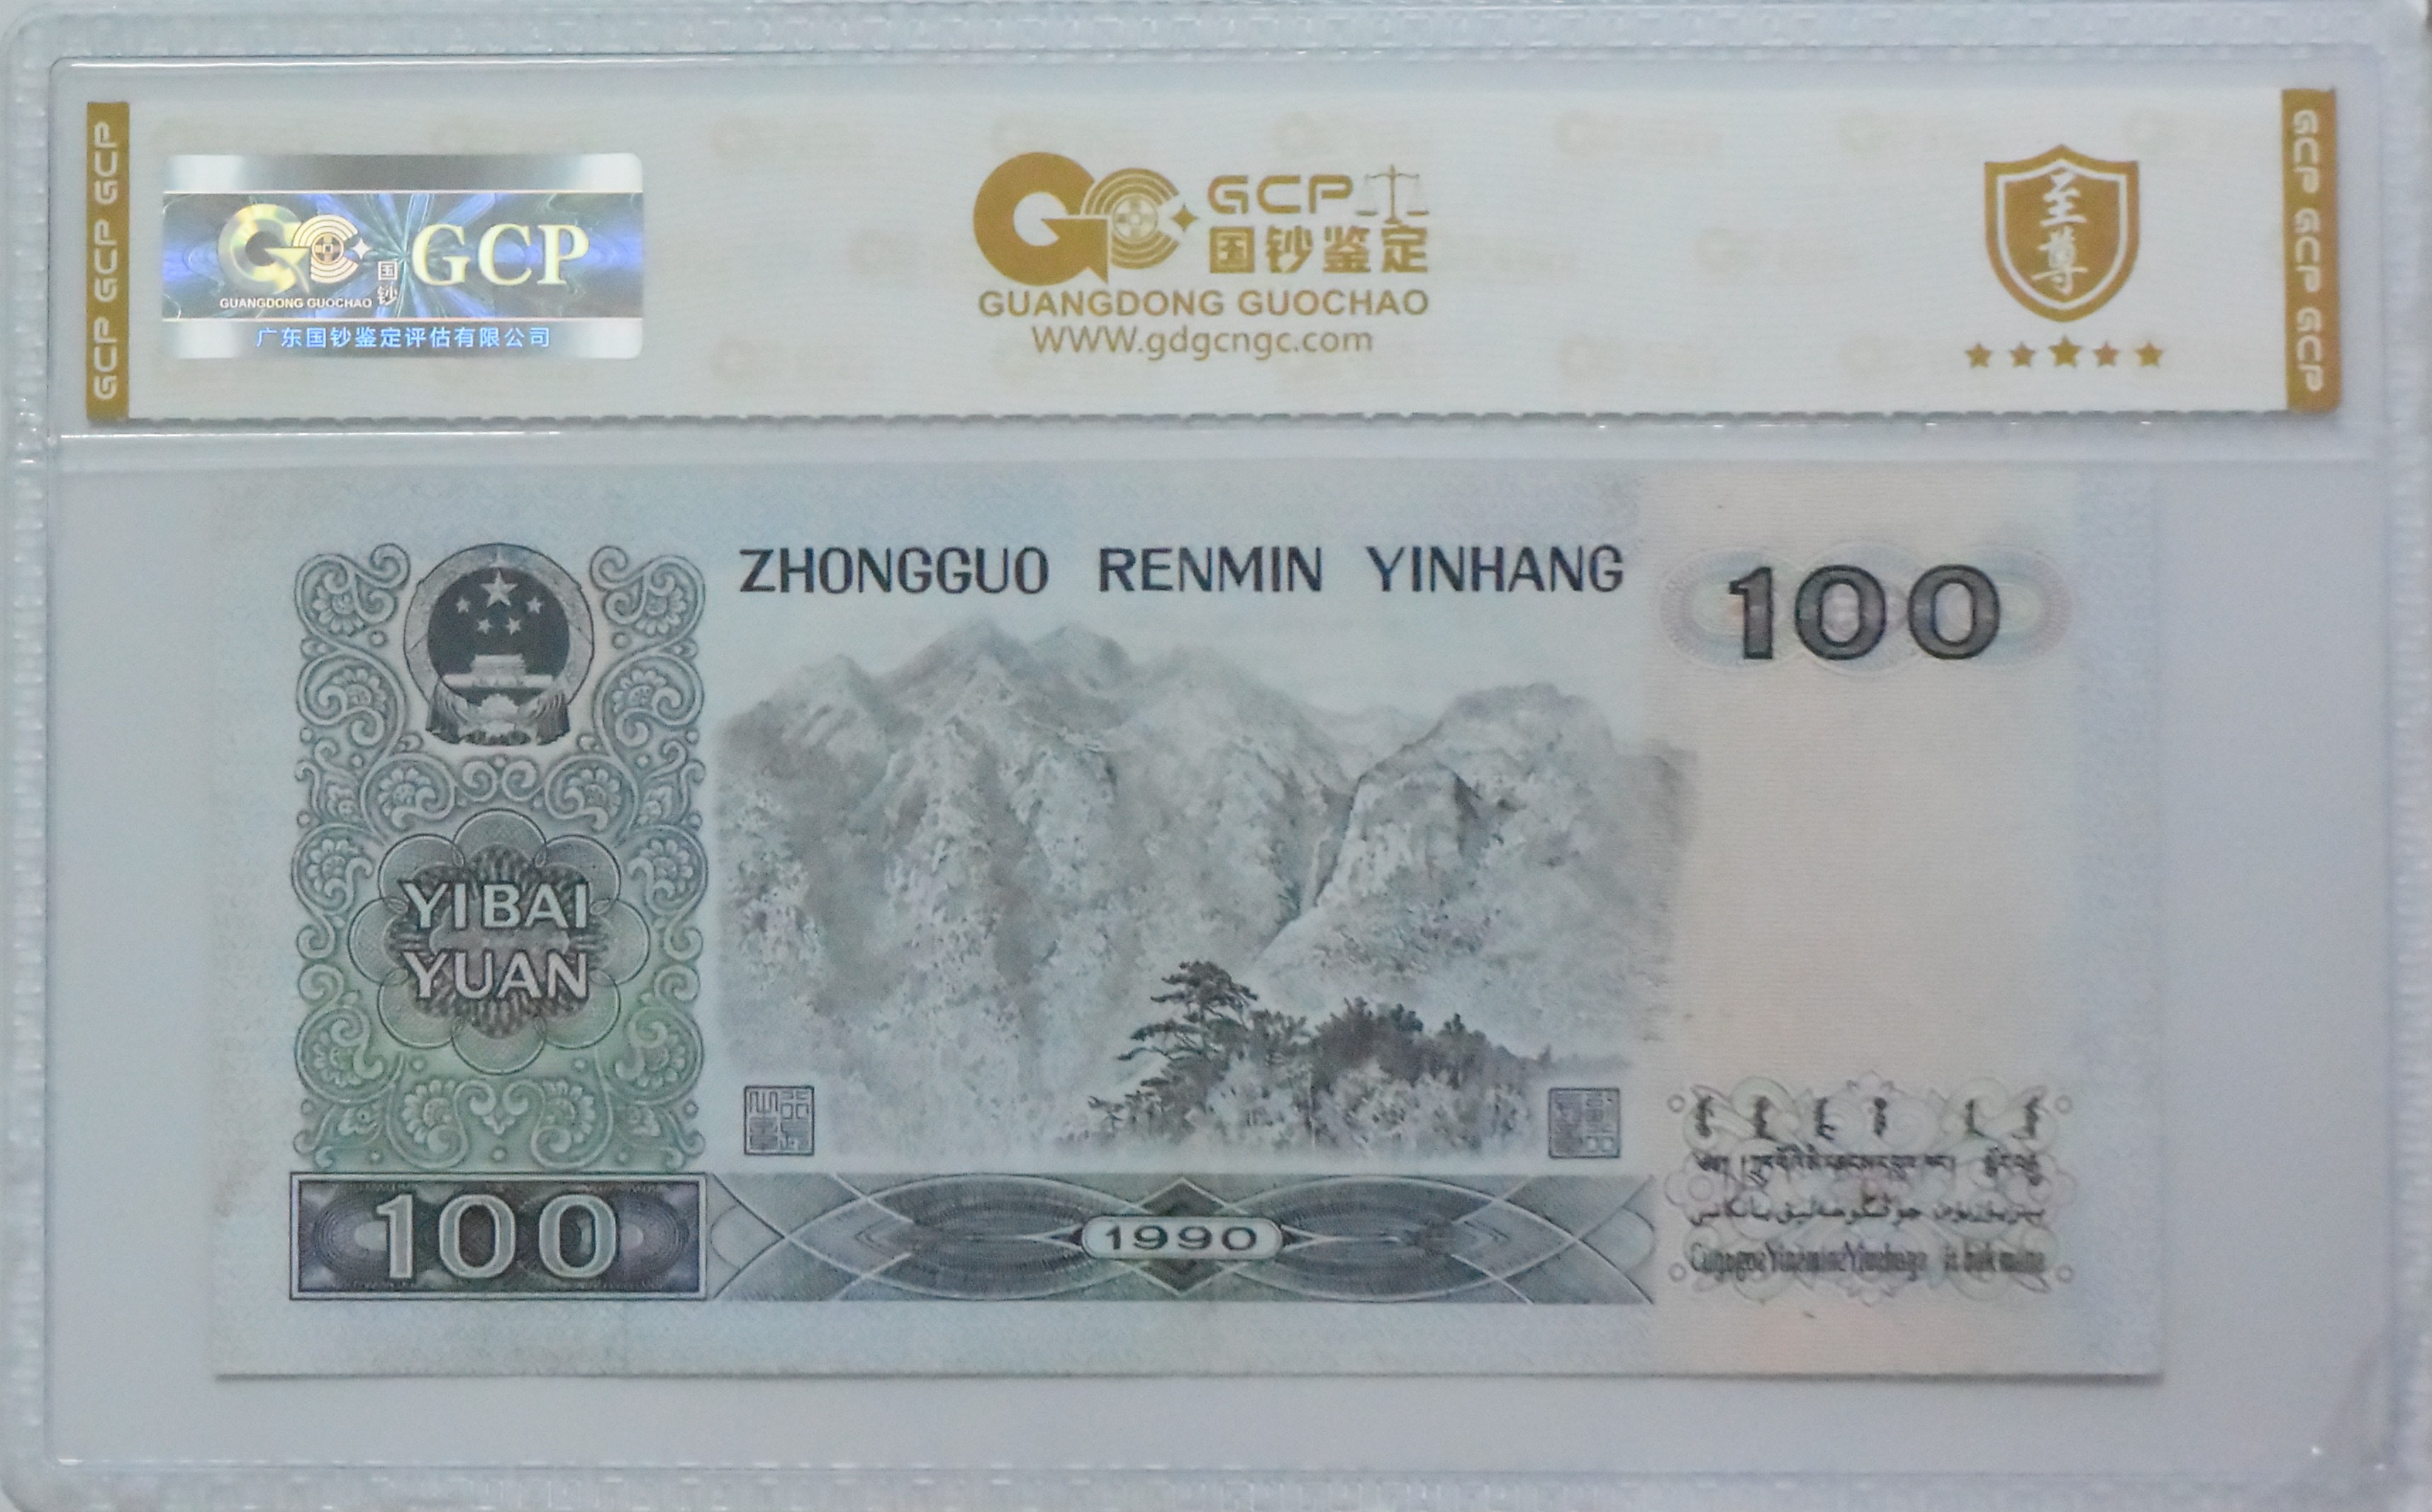 GCP GCP GCP
GCP
国钞
GUANGDONG GUOCHAO
广东国钞鉴定评估有限公司
GCP
国钞鉴定
GUANGDONG GUOCHAO
WWW.gdgcngc.com
至尊
GCP GCP GCP
ZHONGGUO RENMIN YINHANG
100
YI BAI
YUAN
100
1990